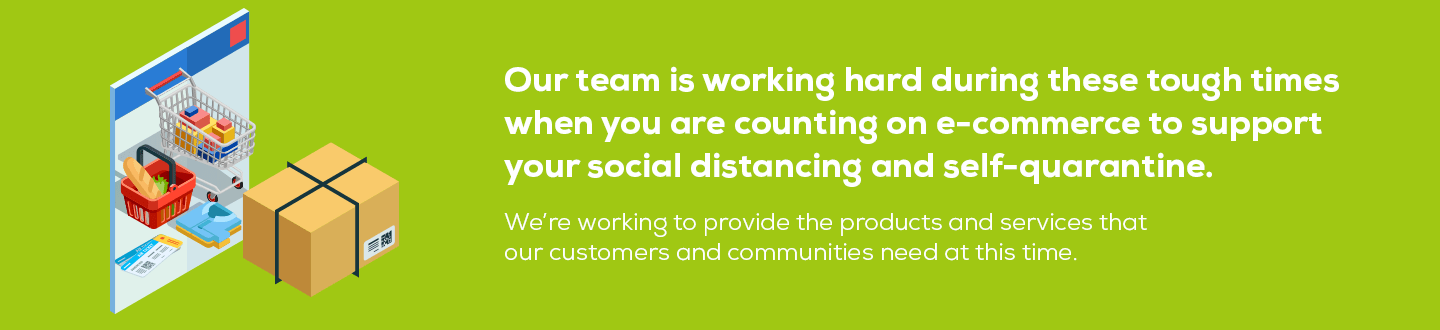 Our team is working hard during these tough times
when you are counting on e-commerce to support
your social distancing and self-quarantine.
We're working to provide the products and services that
our customers and communities need at this time.